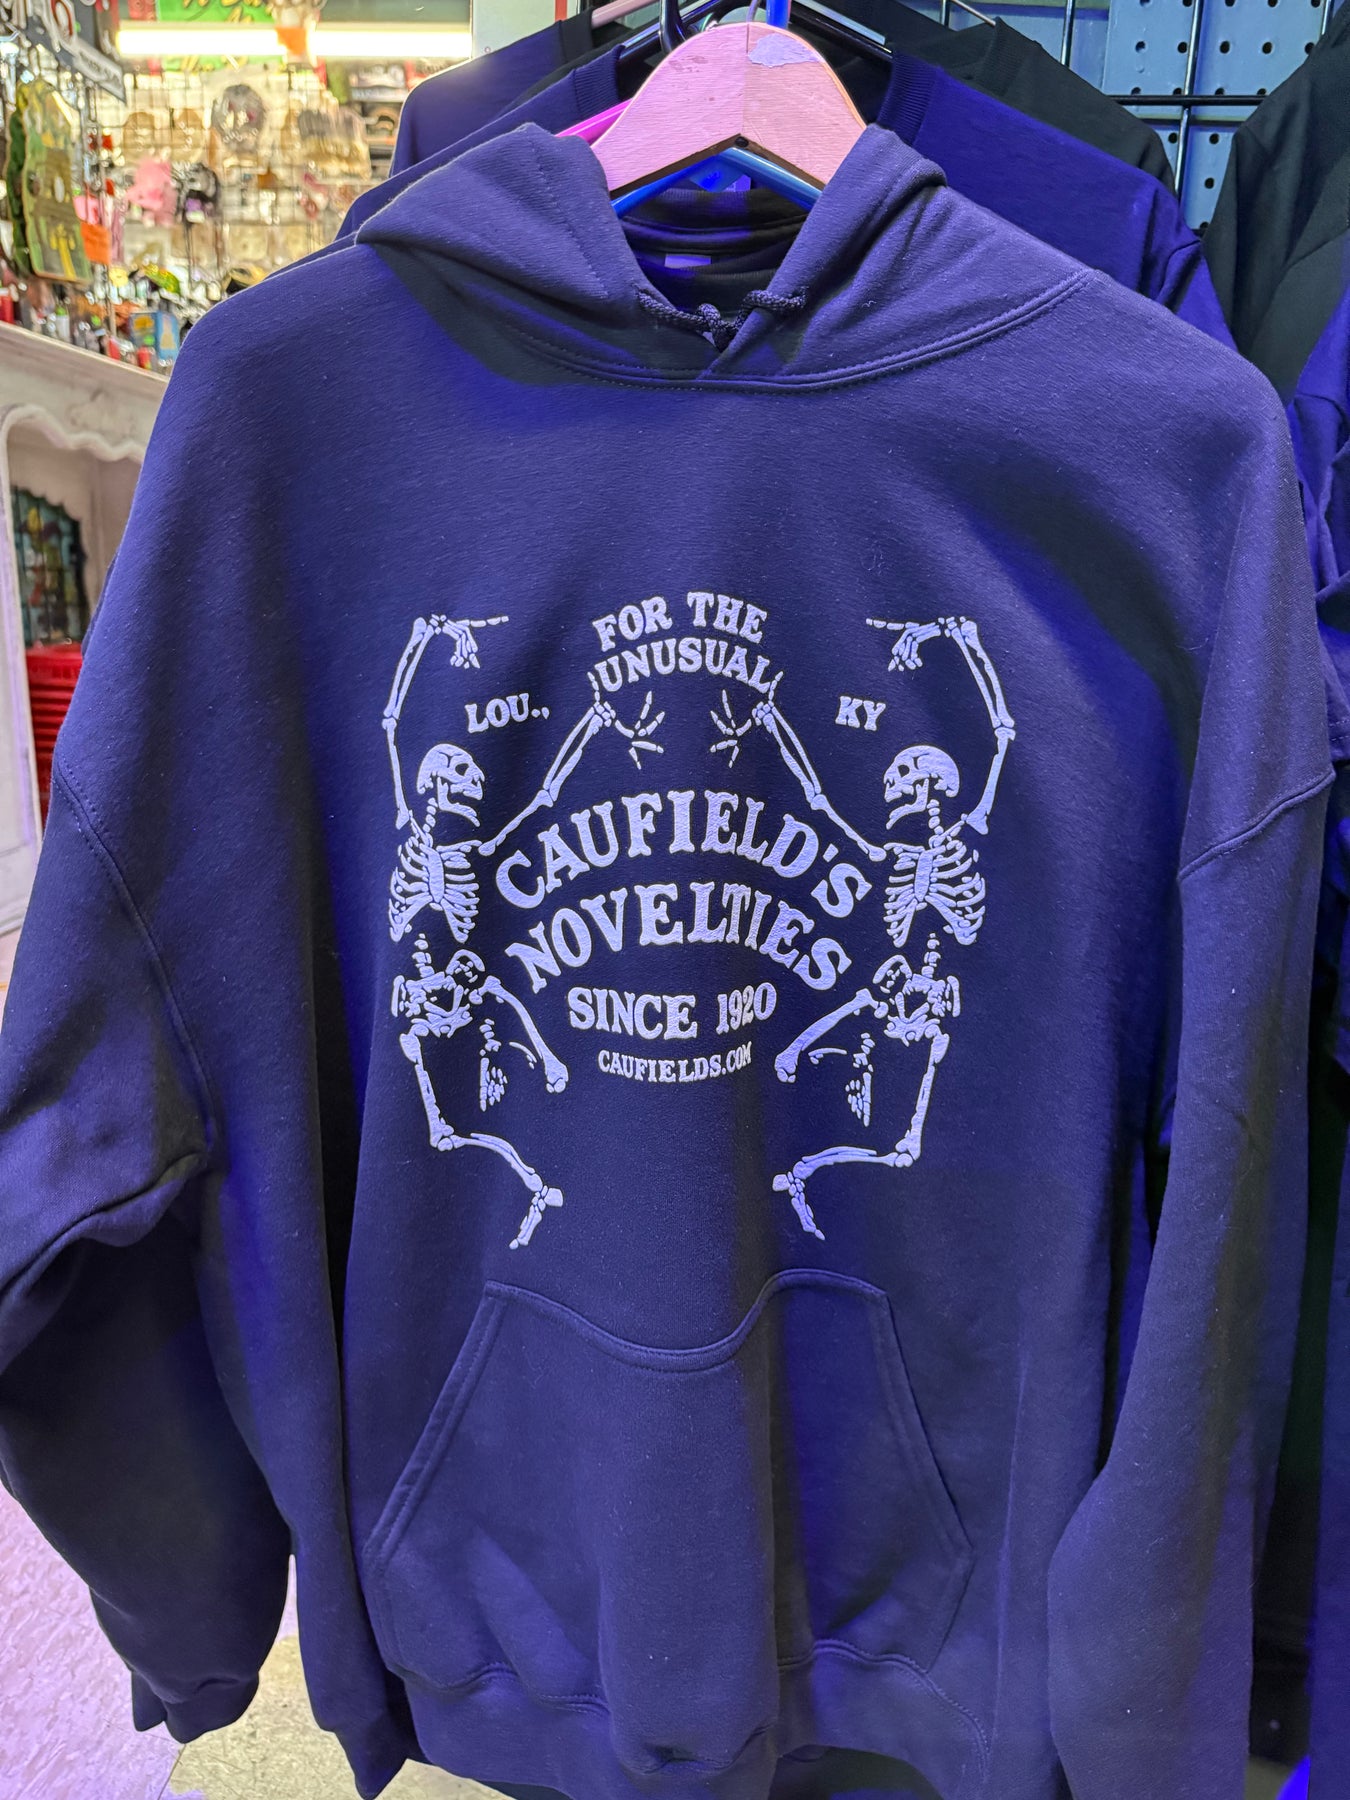 FOR THE
UNUSUAL
LOU., KY
CAUFIELD'S
NOVELTIES
SINCE 1920
CAUFIELDS.COM